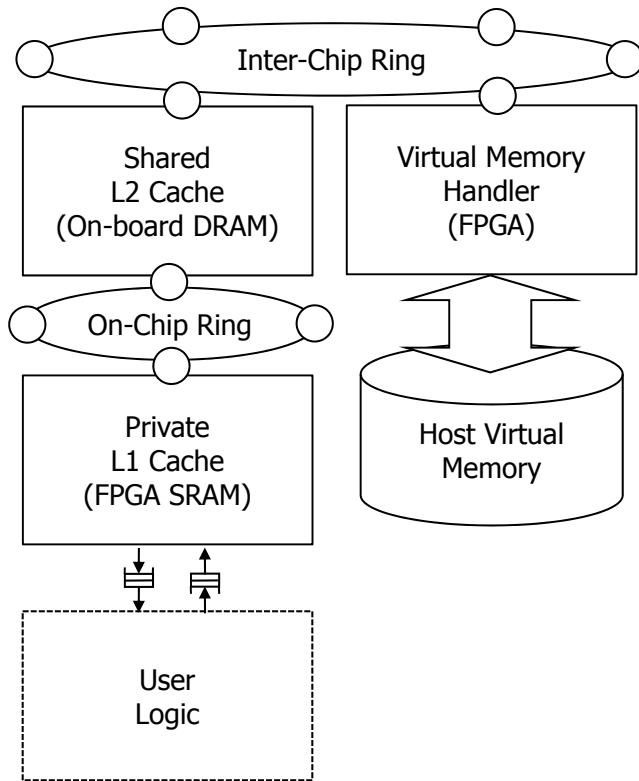 Inter-Chip Ring
Shared
L2 Cache
(On-board DRAM)
Virtual Memory
Handler
(FPGA)
On-Chip Ring
Private
L1 Cache
(FPGA SRAM)
Host Virtual
Memory
User
Logic